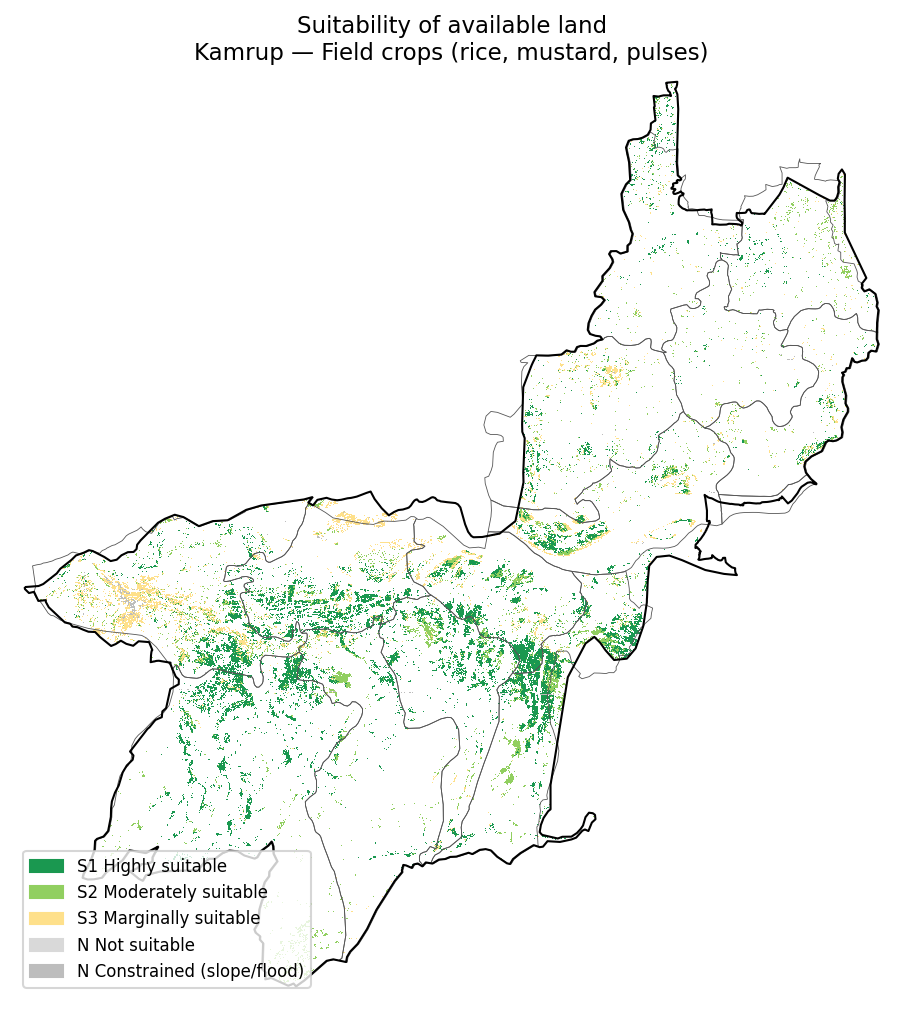 Suitability of available land
Kamrup — Field crops (rice, mustard, pulses)
S1 Highly suitable
S2 Moderately suitable
S3 Marginally suitable
N Not suitable
N Constrained (slope/flood)